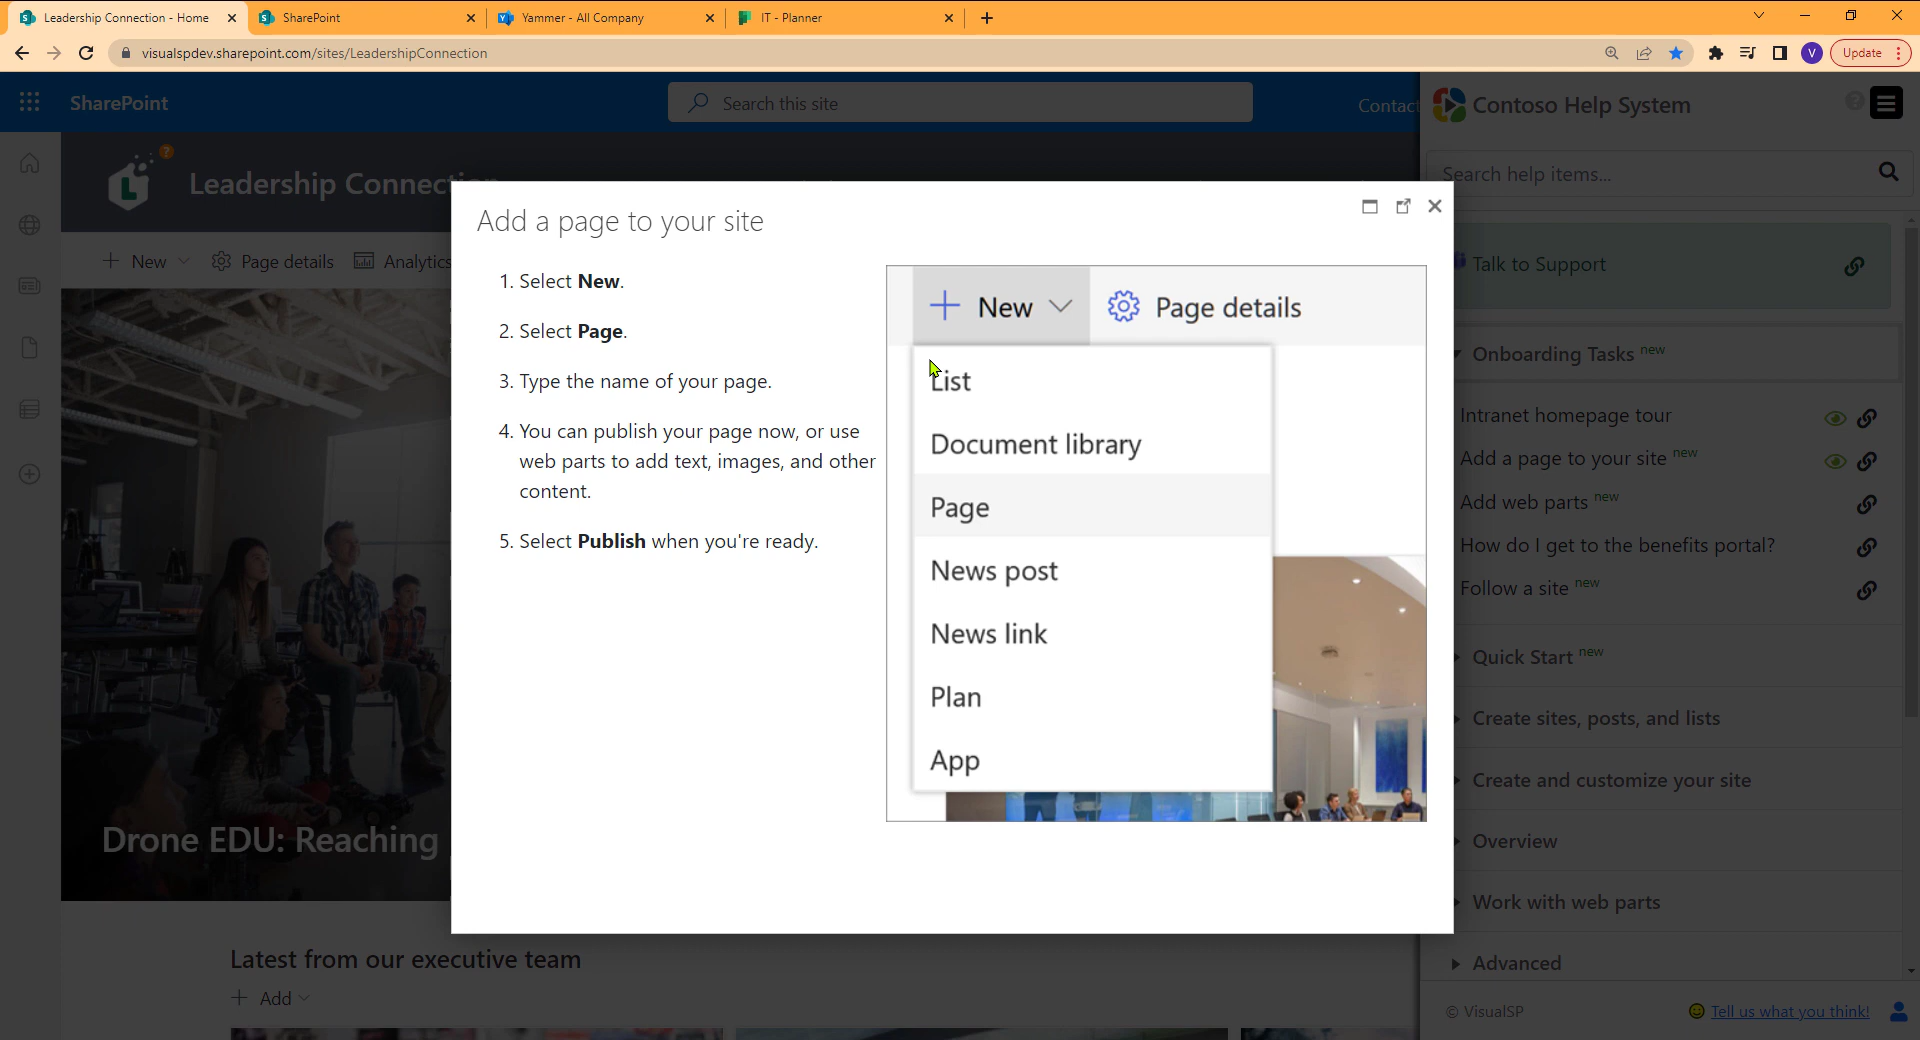 Leadership Connection - Home
SharePoint
Yammer - All Company
IT - Planner
visualspdev.sharepoint.com/sites/LeadershipConnection
V
Update
SharePoint
Search this site
Contact
Contoso Help System
Search help items...
L
Leadership Connection
New
Page details
Analytics
Talk to Support
Onboarding Tasks new
Intranet homepage tour
Add a page to your site new
Add web parts new
How do I get to the benefits portal?
Follow a site new
Quick Start new
Create sites, posts, and lists
Create and customize your site
Overview
Work with web parts
Advanced
© VisualSP
Tell us what you think!
Add a page to your site
1. Select New.
2. Select Page.
3. Type the name of your page.
4. You can publish your page now, or use
web parts to add text, images, and other
content.
5. Select Publish when you're ready.
New
Page details
List
Document library
Page
News post
News link
Plan
App
Drone EDU: Reaching
Latest from our executive team
Add